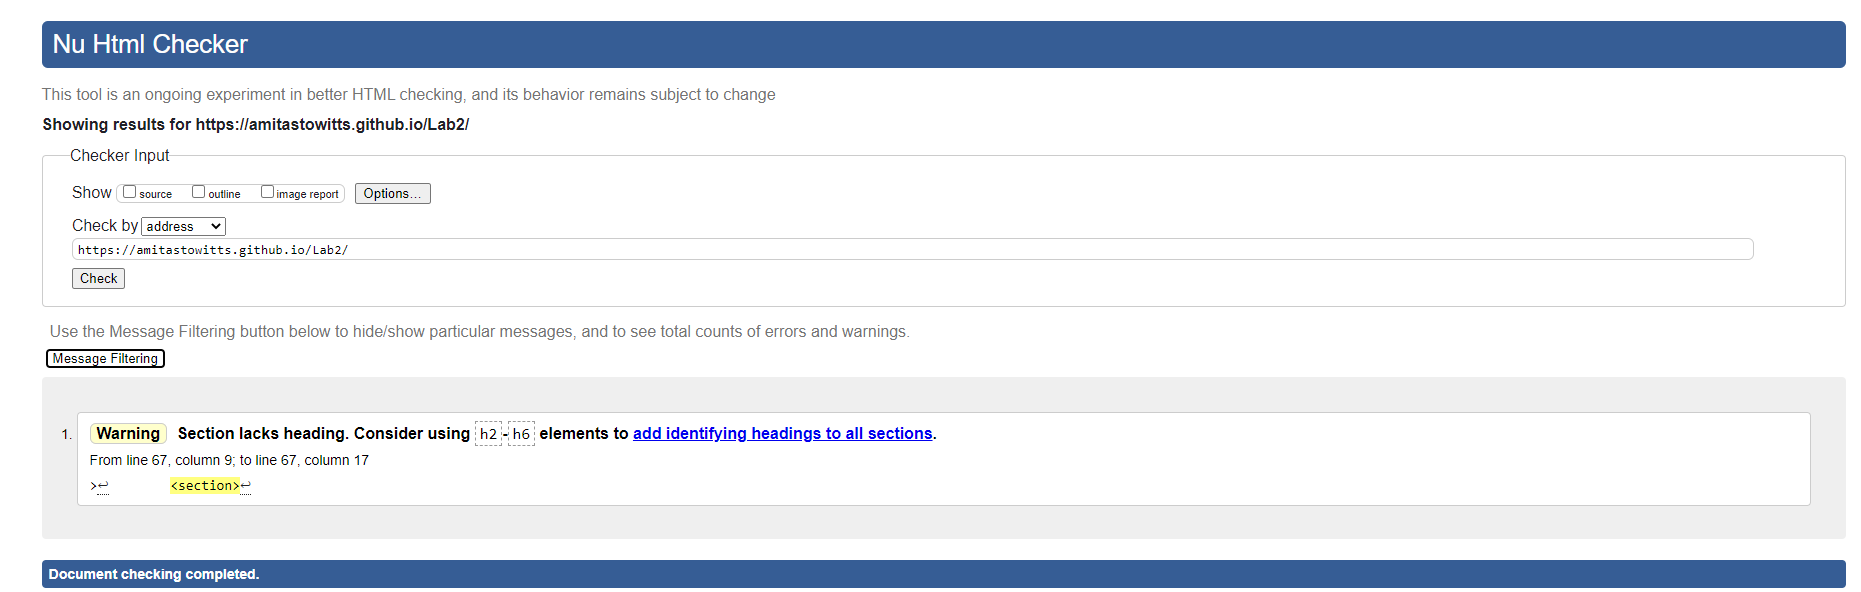 Nu Html Checker
This tool is an ongoing experiment in better HTML checking, and its behavior remains subject to change
Showing results for https://amitastowitts.github.io/Lab2/
Checker Input
Show source outline image report Options...
Check by address
https://amitastowitts.github.io/Lab2/
Check
Use the Message Filtering button below to hide/show particular messages, and to see total counts of errors and warnings.
Message Filtering
1. Warning Section lacks heading. Consider using h2-h6 elements to add identifying headings to all sections.
From line 67, column 9; to line 67, column 17
>↩ <section>↩
Document checking completed.